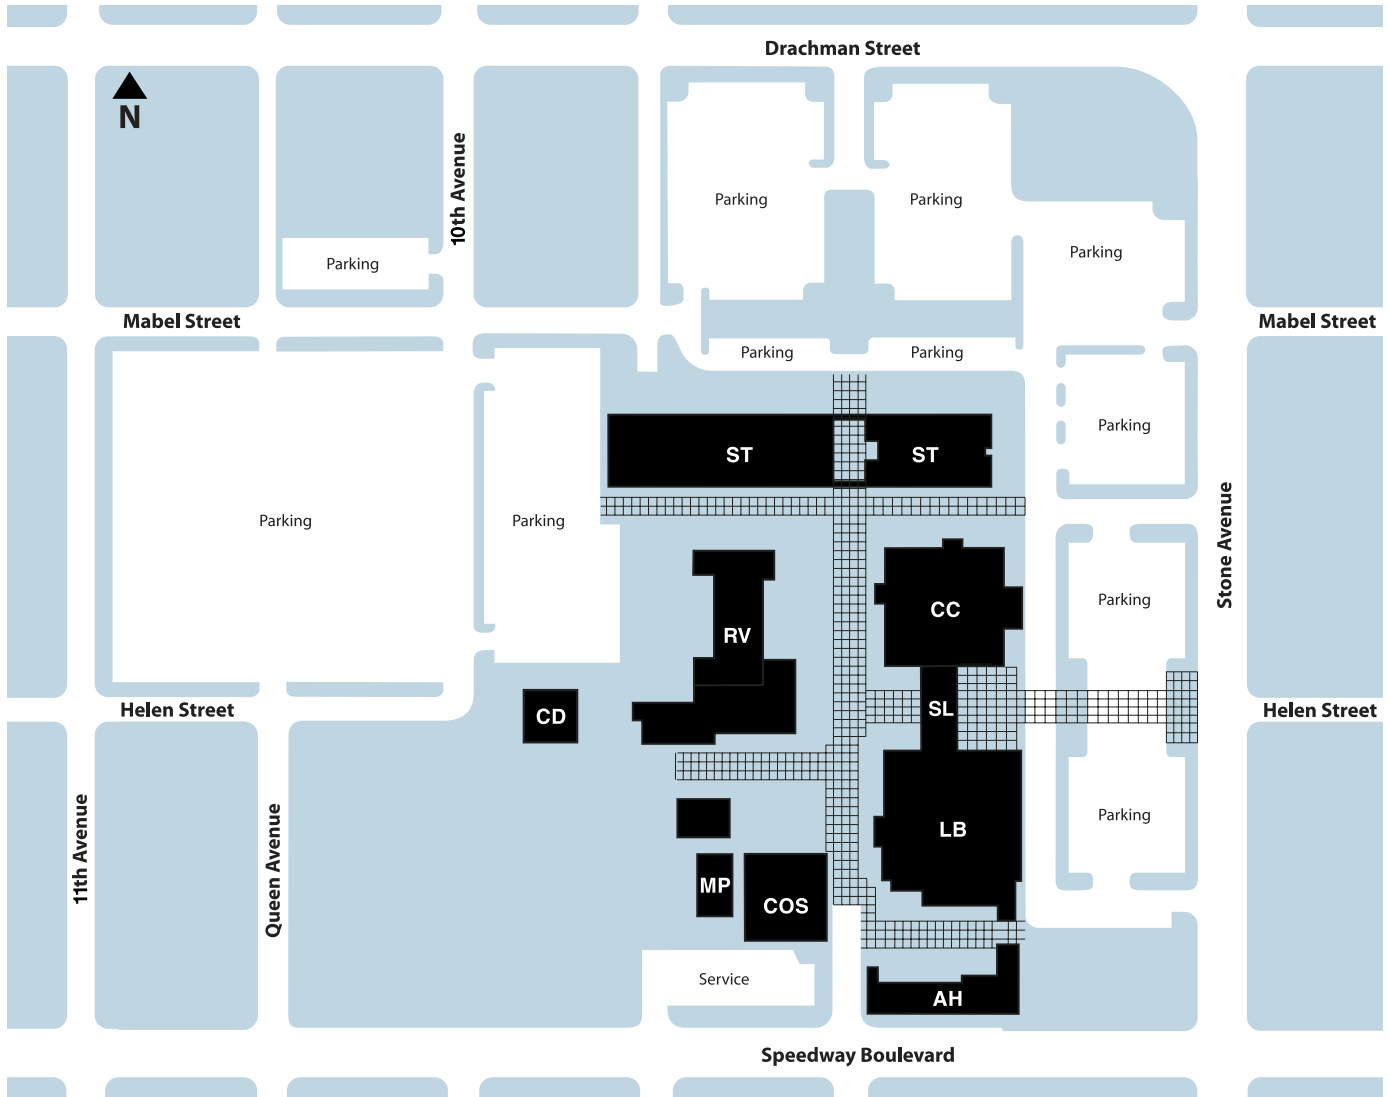 Drachman Street
N
10th Avenue
Parking
Parking
Parking
Parking
Mabel Street
Mabel Street
Parking
Parking
Parking
ST
ST
Parking
Parking
Stone Avenue
CC
Parking
RV
Helen Street
CD
SL
Helen Street
11th Avenue
Queen Avenue
LB
Parking
MP
COS
Service
AH
Speedway Boulevard